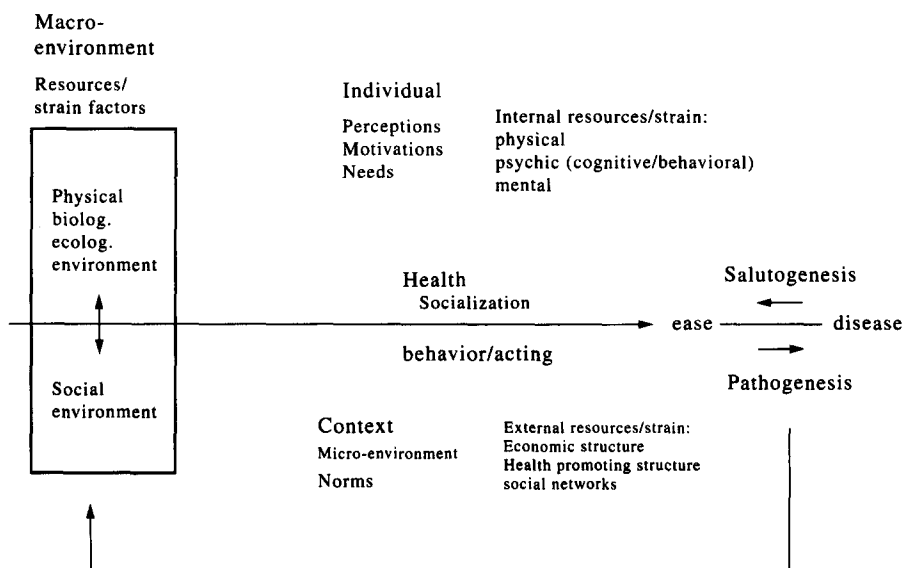 Macro-
environment
Resources/
strain factors
Physical
biolog.
ecolog.
environment
Social
environment
Individual
Perceptions
Motivations
Needs
Internal resources/strain:
physical
psychic (cognitive/behavioral)
mental
Health
Socialization
behavior/acting
Context
Micro-environment
Norms
External resources/strain:
Economic structure
Health promoting structure
social networks
Salutogenesis
ease
disease
Pathogenesis